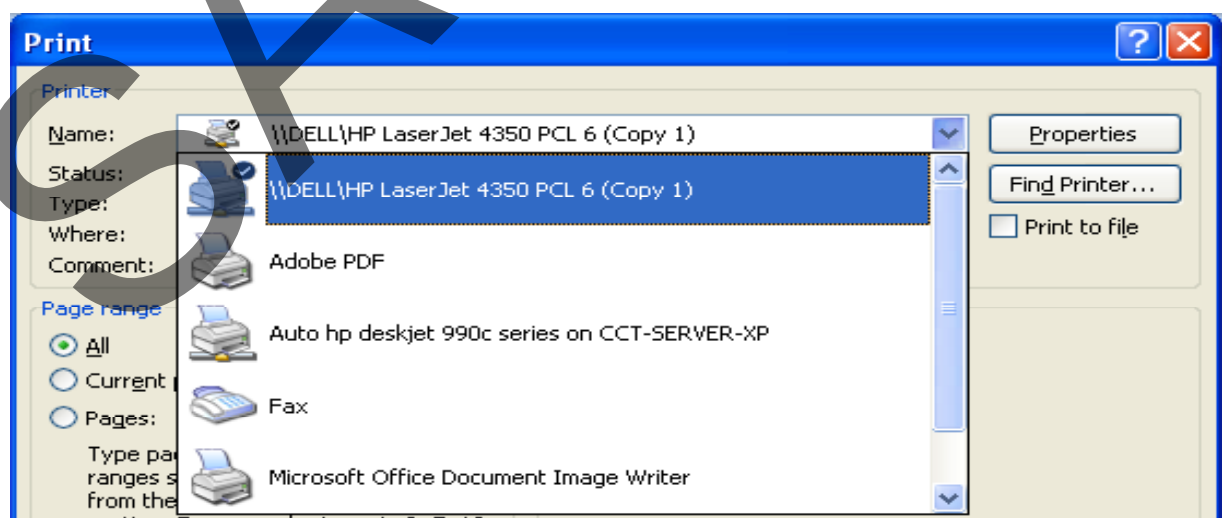 Print
Printer
Name: \\DELL\HP LaserJet 4350 PCL 6 (Copy 1) Properties
Status: \\DELL\HP LaserJet 4350 PCL 6 (Copy 1) Find Printer...
Type:
Where: Print to file
Comment: Adobe PDF
Page range
All Auto hp deskjet 990c series on CCT-SERVER-XP
Current
Pages: Fax
Type
ranges Microsoft Office Document Image Writer
from the